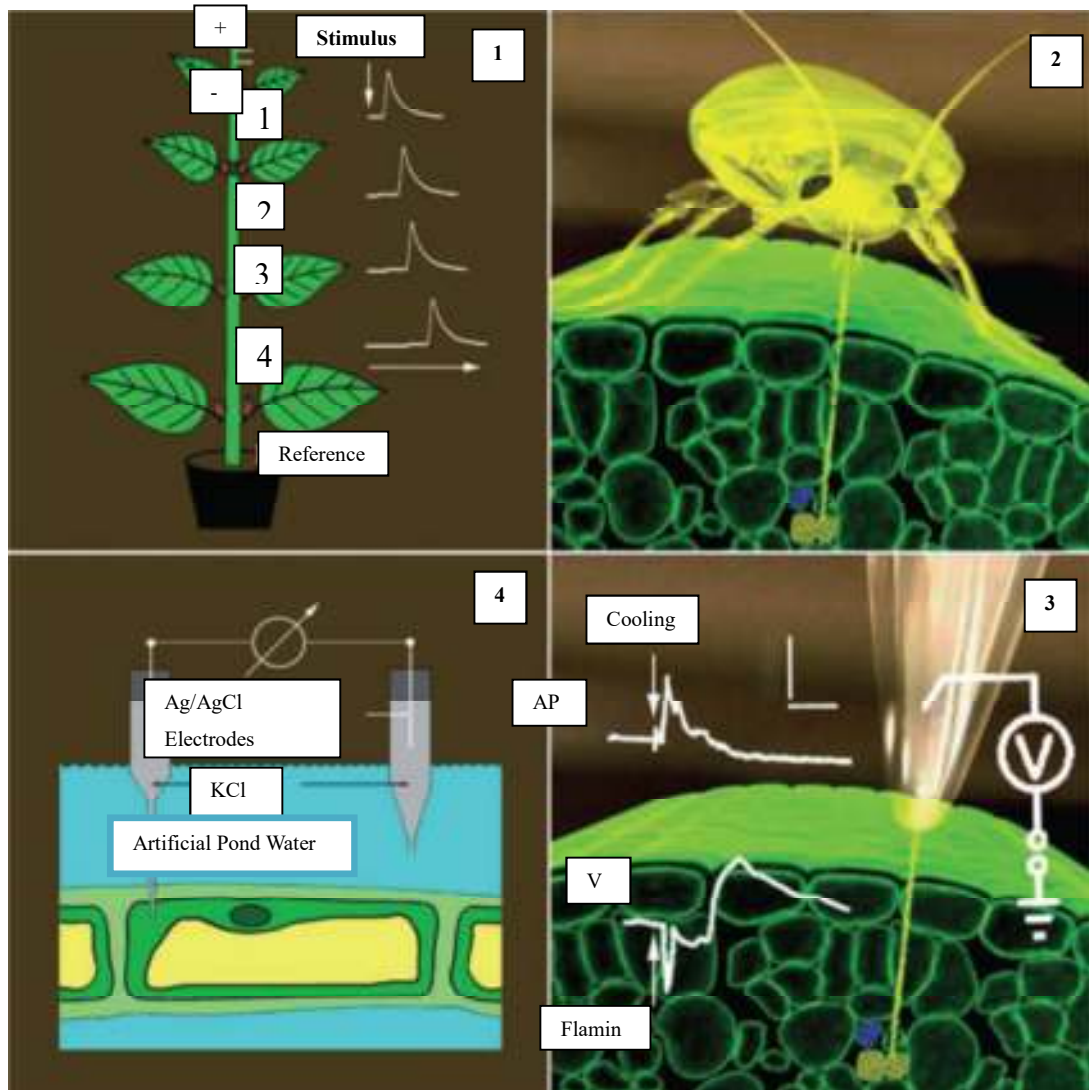 +
Stimulus
1
2
-
1
2
3
4
Reference
4
Cooling
3
Ag/AgCl
Electrodes
AP
KCl
Artificial Pond Water
V
V
Flamin